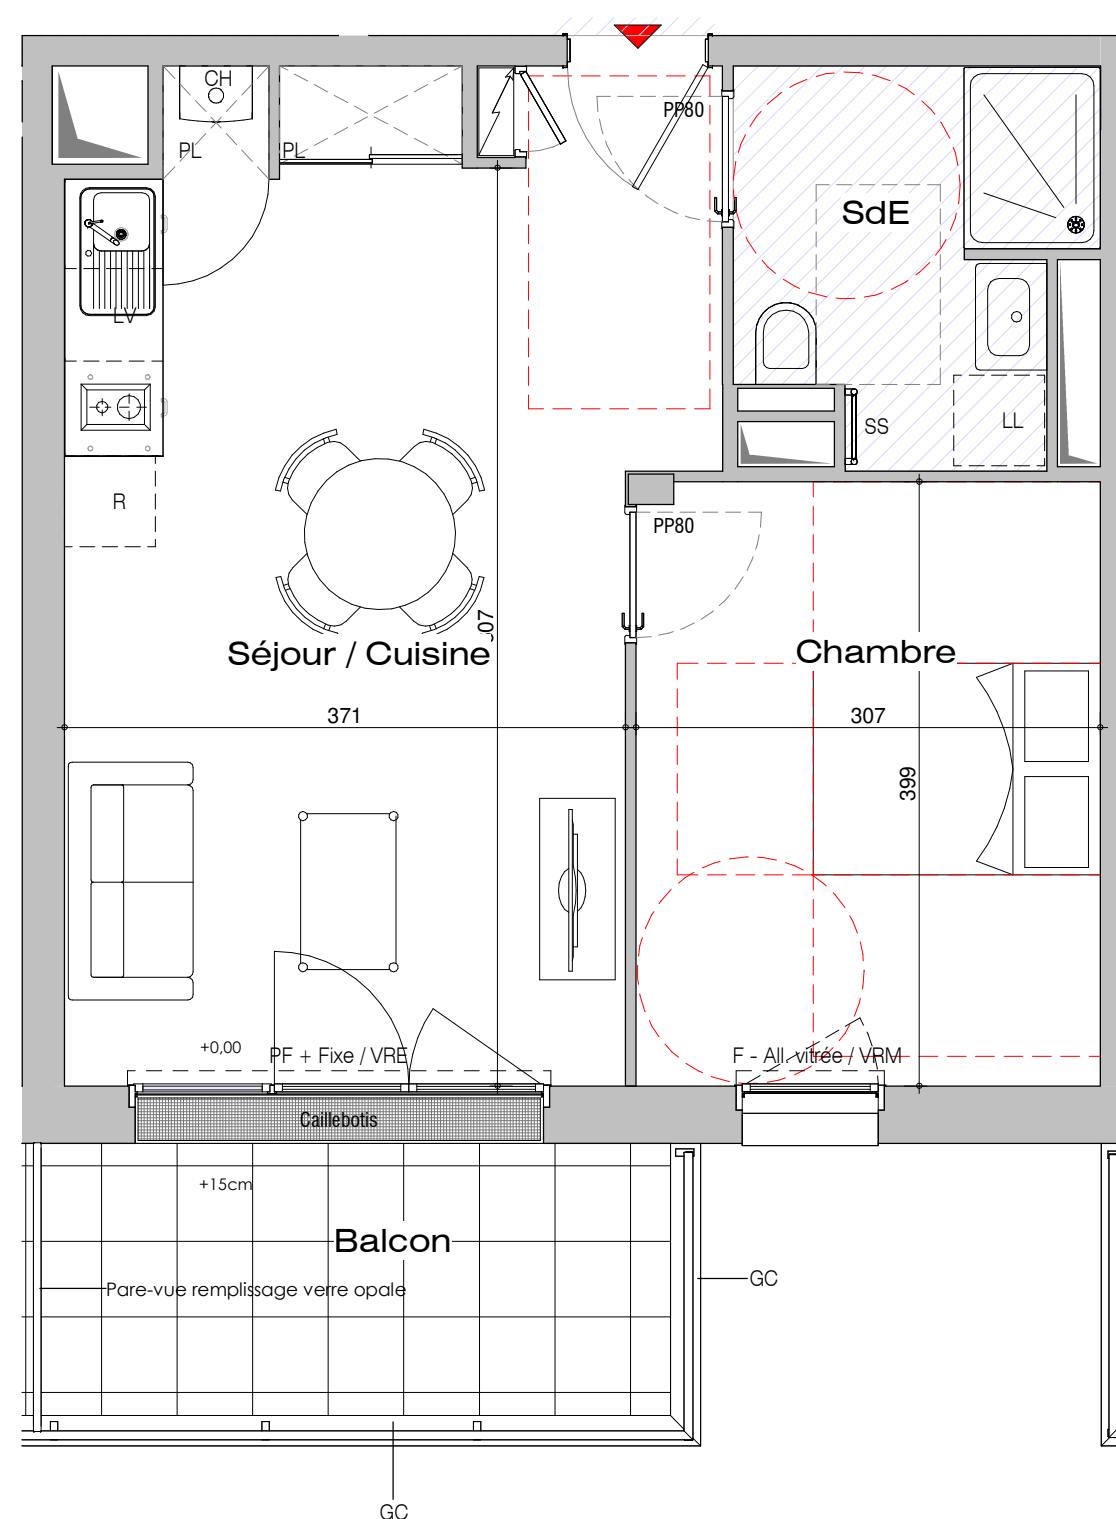 CH
PP80
PL
PL
SdE
LV
SS
LL
R
PP80
Séjour / Cuisine
Chambre
371
307
399
+0,00
PF + Fixe / VRE
F - All. vitrée / VRM
Caillebotis
+15cm
Balcon
GC
Pare-vue remplissage verre opale
GC